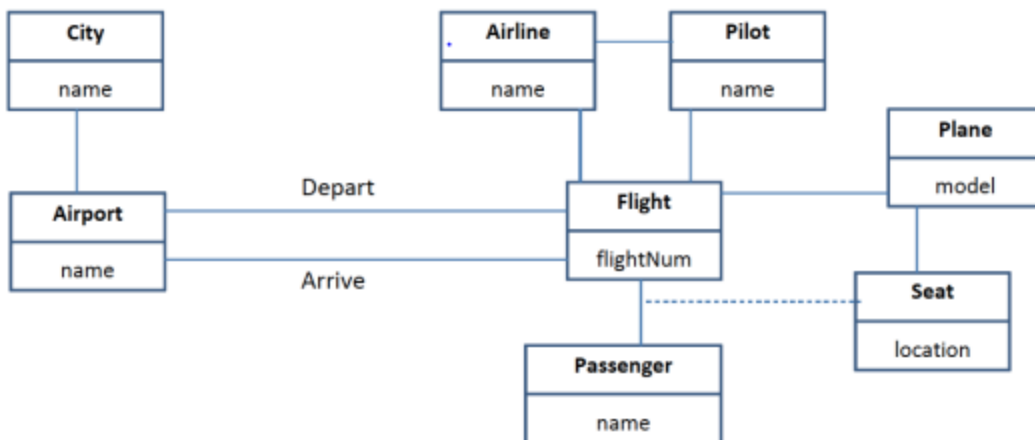 City
name
Airline
name
Pilot
name
Plane
model
Depart
Airport
name
Arrive
Flight
flightNum
Seat
location
Passenger
name